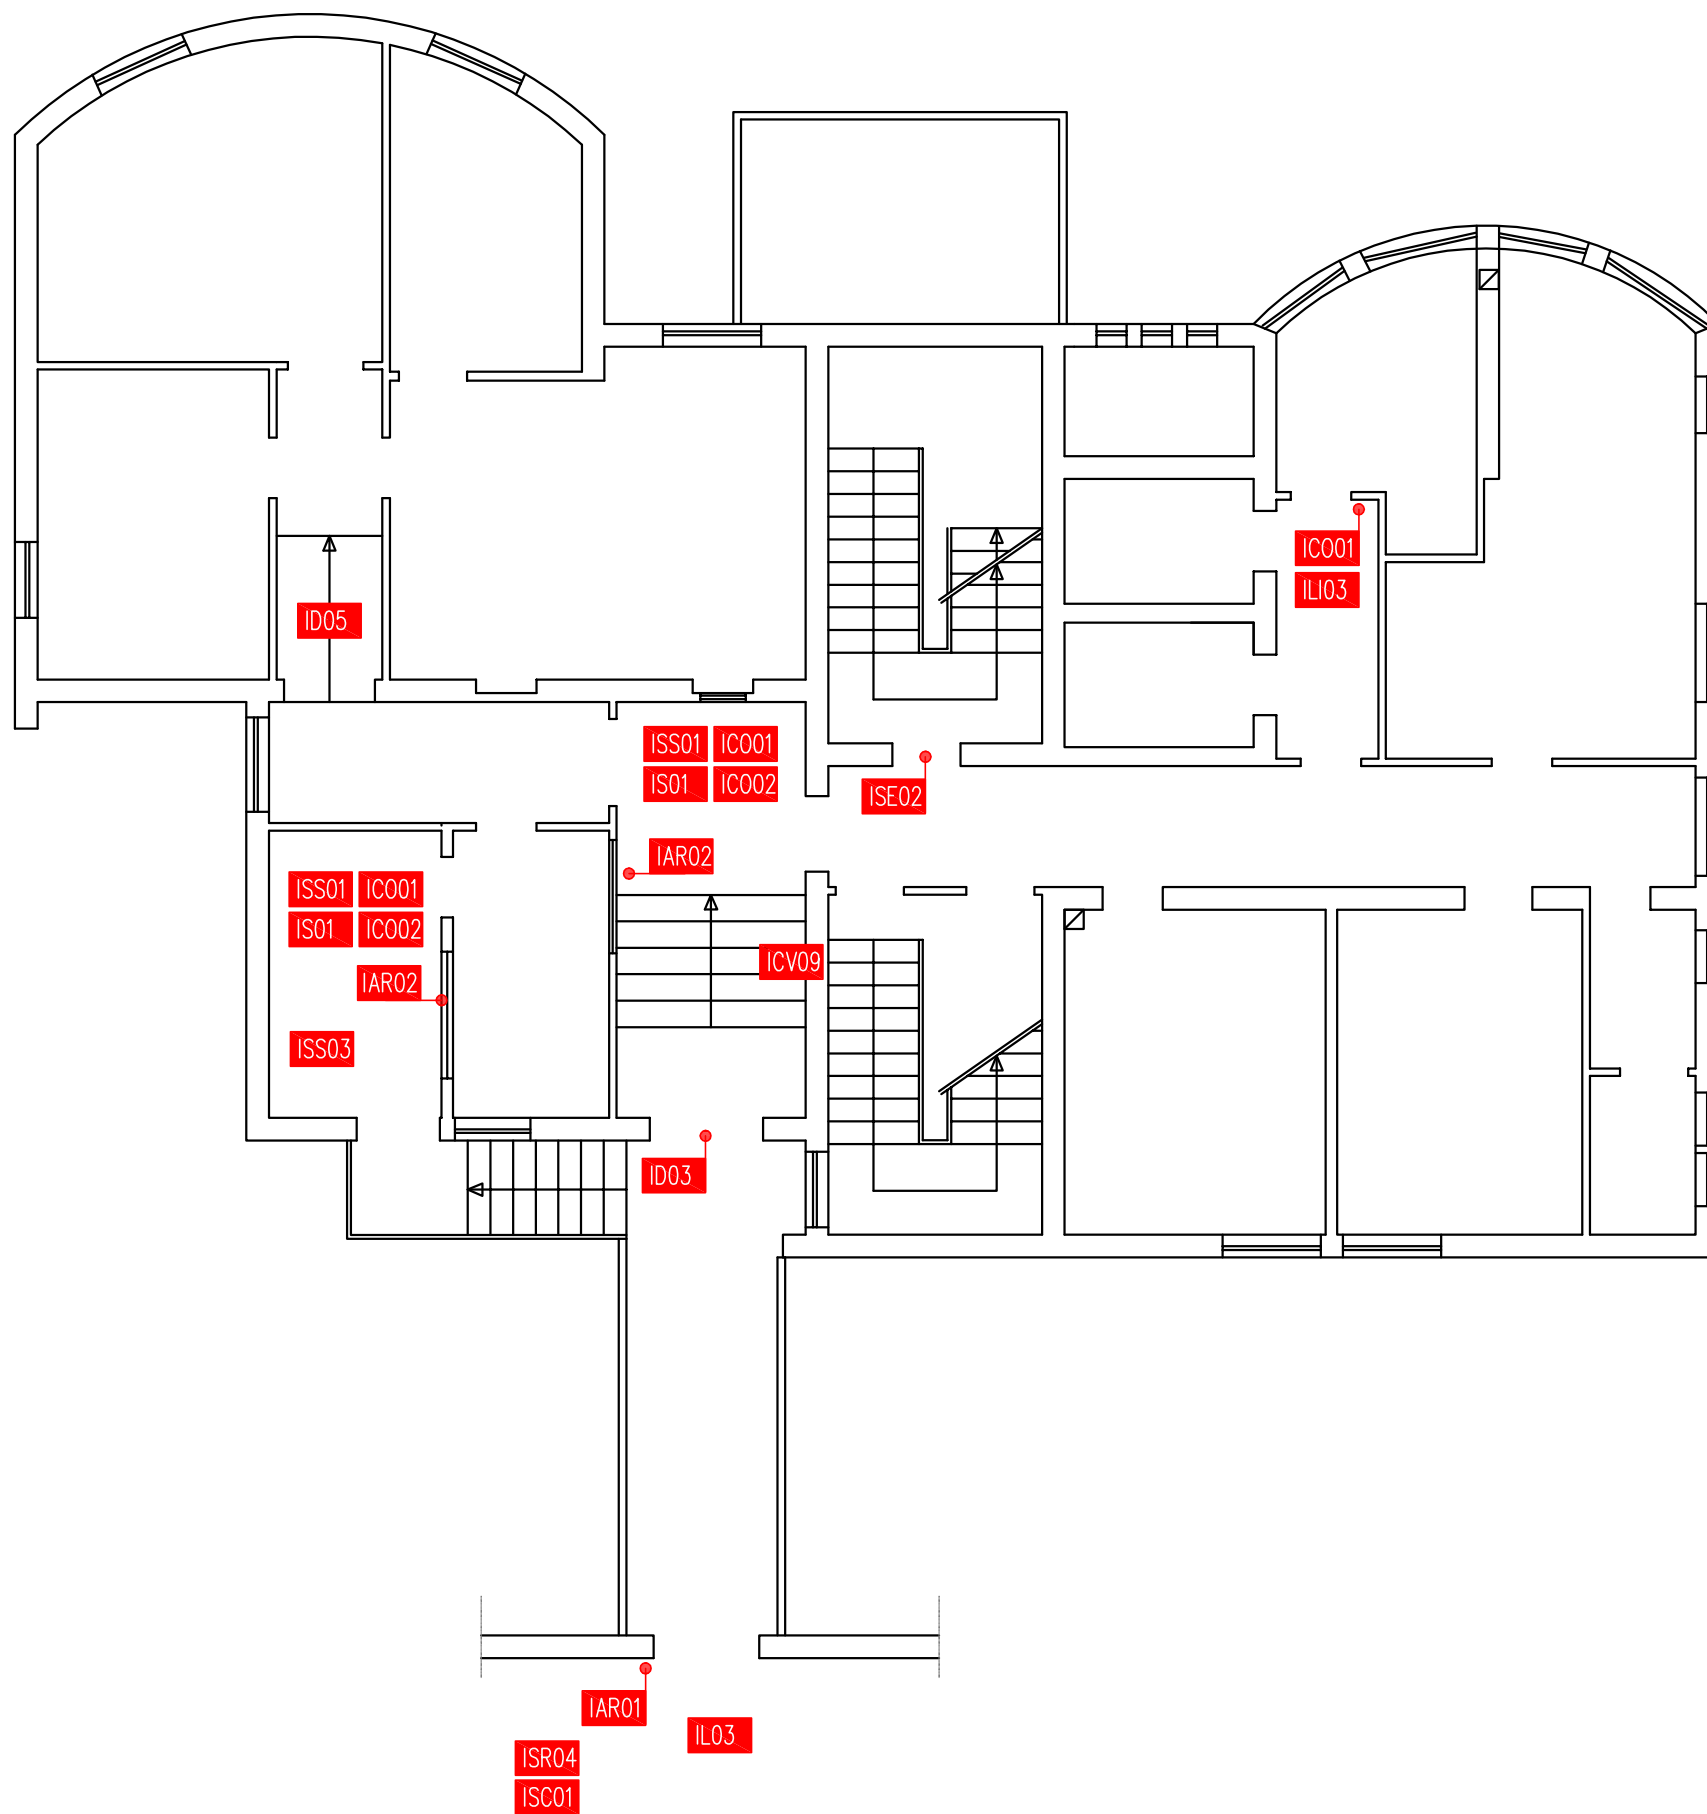 ICO01
ILI03
ID05
ISS01 ICO01
IS01 ICO02
ISE02
IAR02
ISS01 ICO01
IS01 ICO02
ICV09
IAR02
ISS03
ID03
IAR01
IL03
ISR04
ISC01